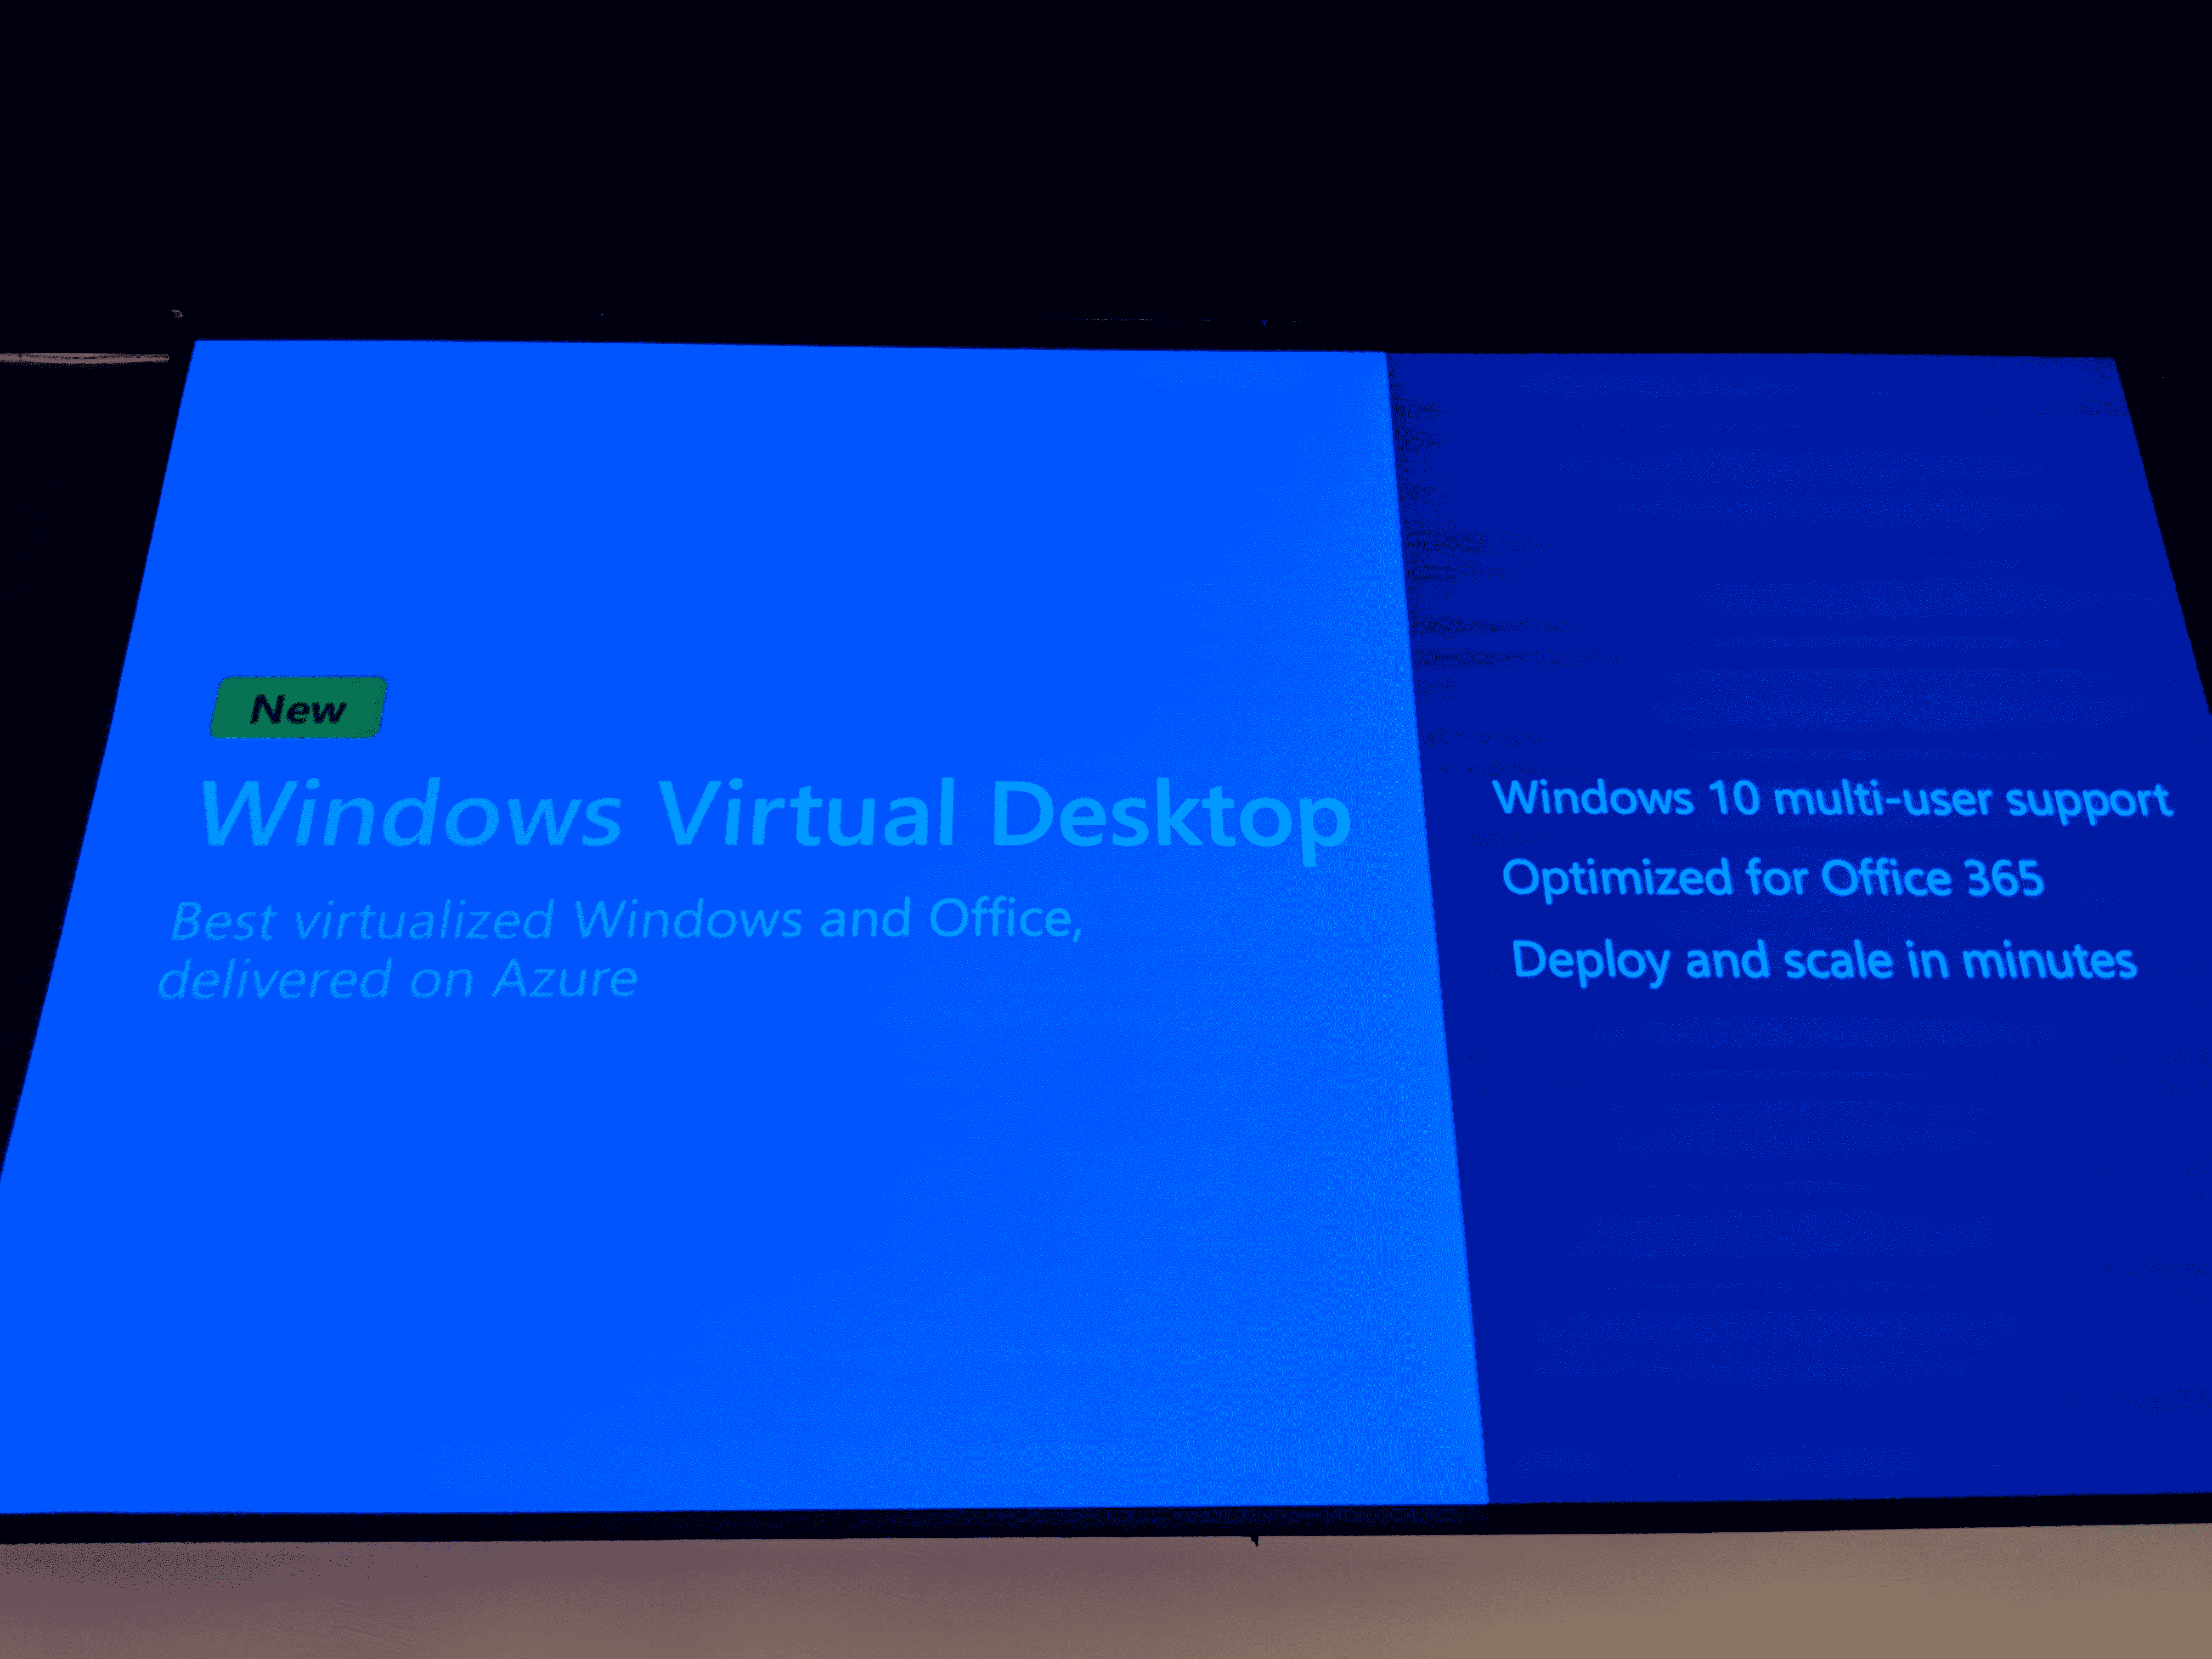 New
Windows Virtual Desktop
Best virtualized Windows and Office,
delivered on Azure
Windows 10 multi-user support
Optimized for Office 365
Deploy and scale in minutes